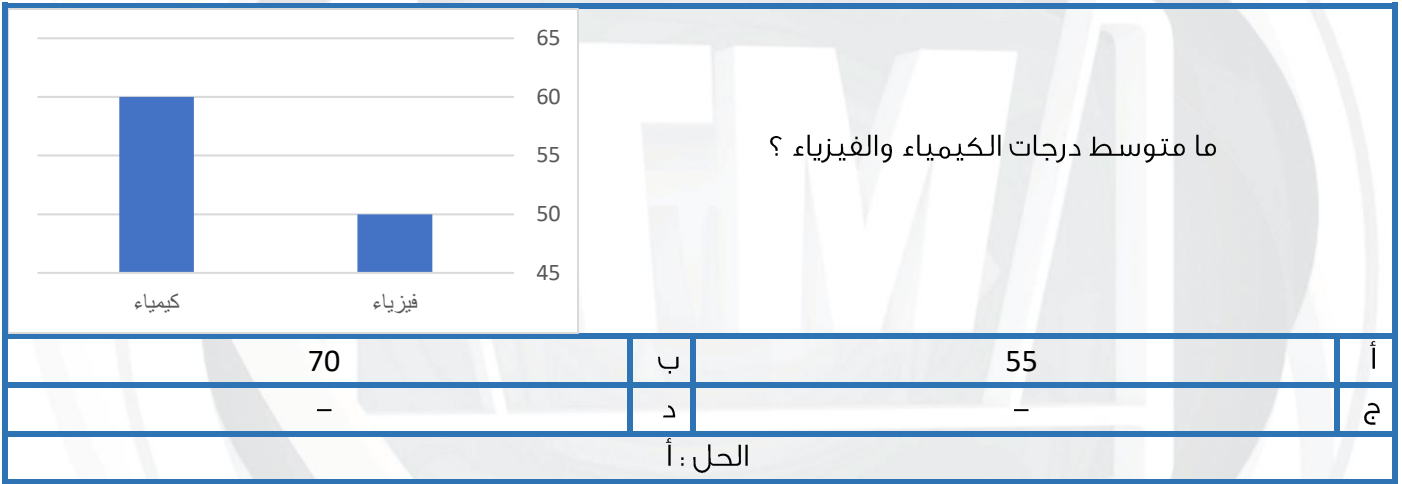 ما متوسط درجات الكيمياء والفيزياء ؟
65
60
55
50
45
فيزياء
كيمياء
أ 55 ب 70
ج – د –
الحل : أ